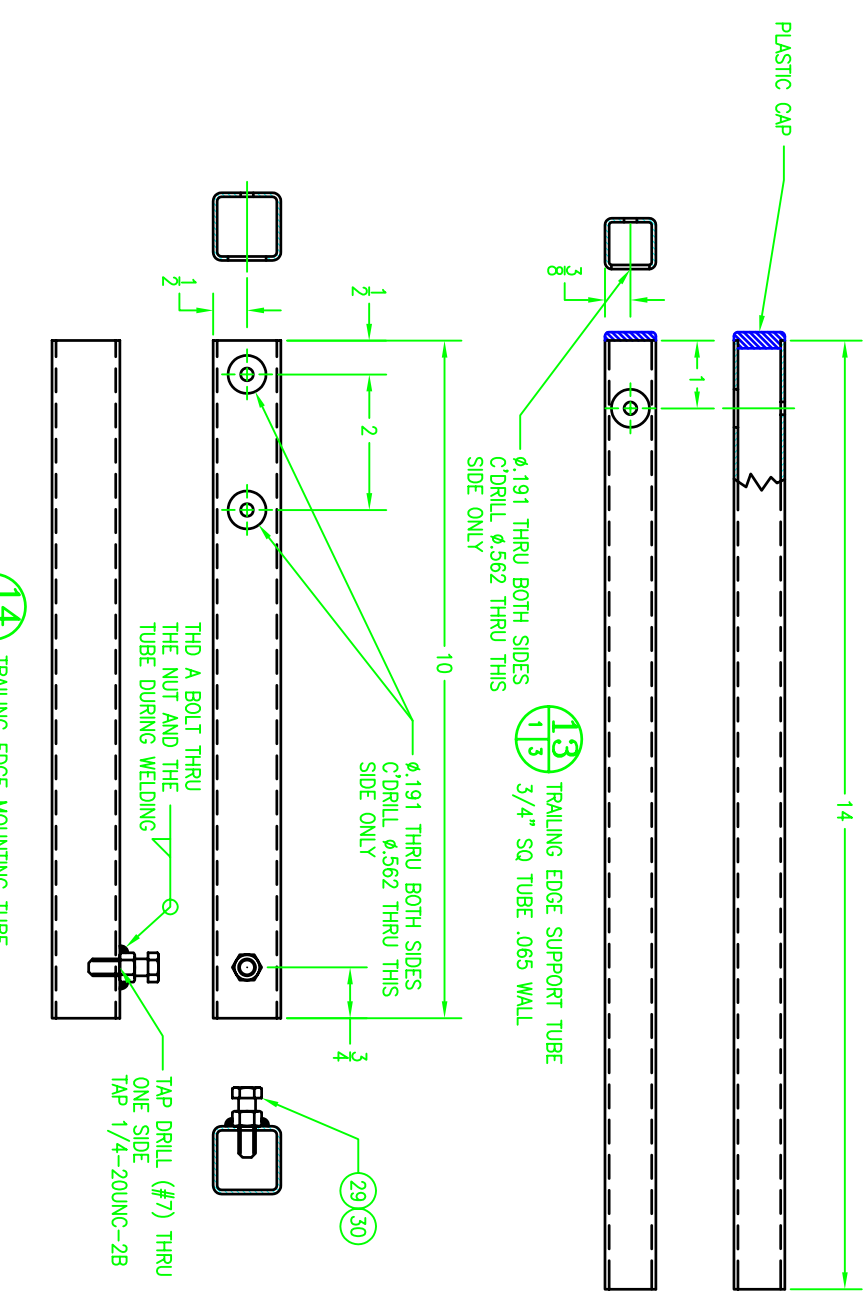 PLASTIC CAP
14
1
3/8
Ø.191 THRU BOTH SIDES
C'DRILL Ø.562 THRU THIS
SIDE ONLY
13
1 3
TRAILING EDGE SUPPORT TUBE
3/4" SQ TUBE .065 WALL
10
1/2
2
1/2
Ø.191 THRU BOTH SIDES
C'DRILL Ø.562 THRU THIS
SIDE ONLY
3/4
29 30
THD A BOLT THRU
THE NUT AND THE
TUBE DURING WELDING
TAP DRILL (#7) THRU
ONE SIDE
TAP 1/4-20UNC-2B
14
TRAILING EDGE MOUNTING TUBE